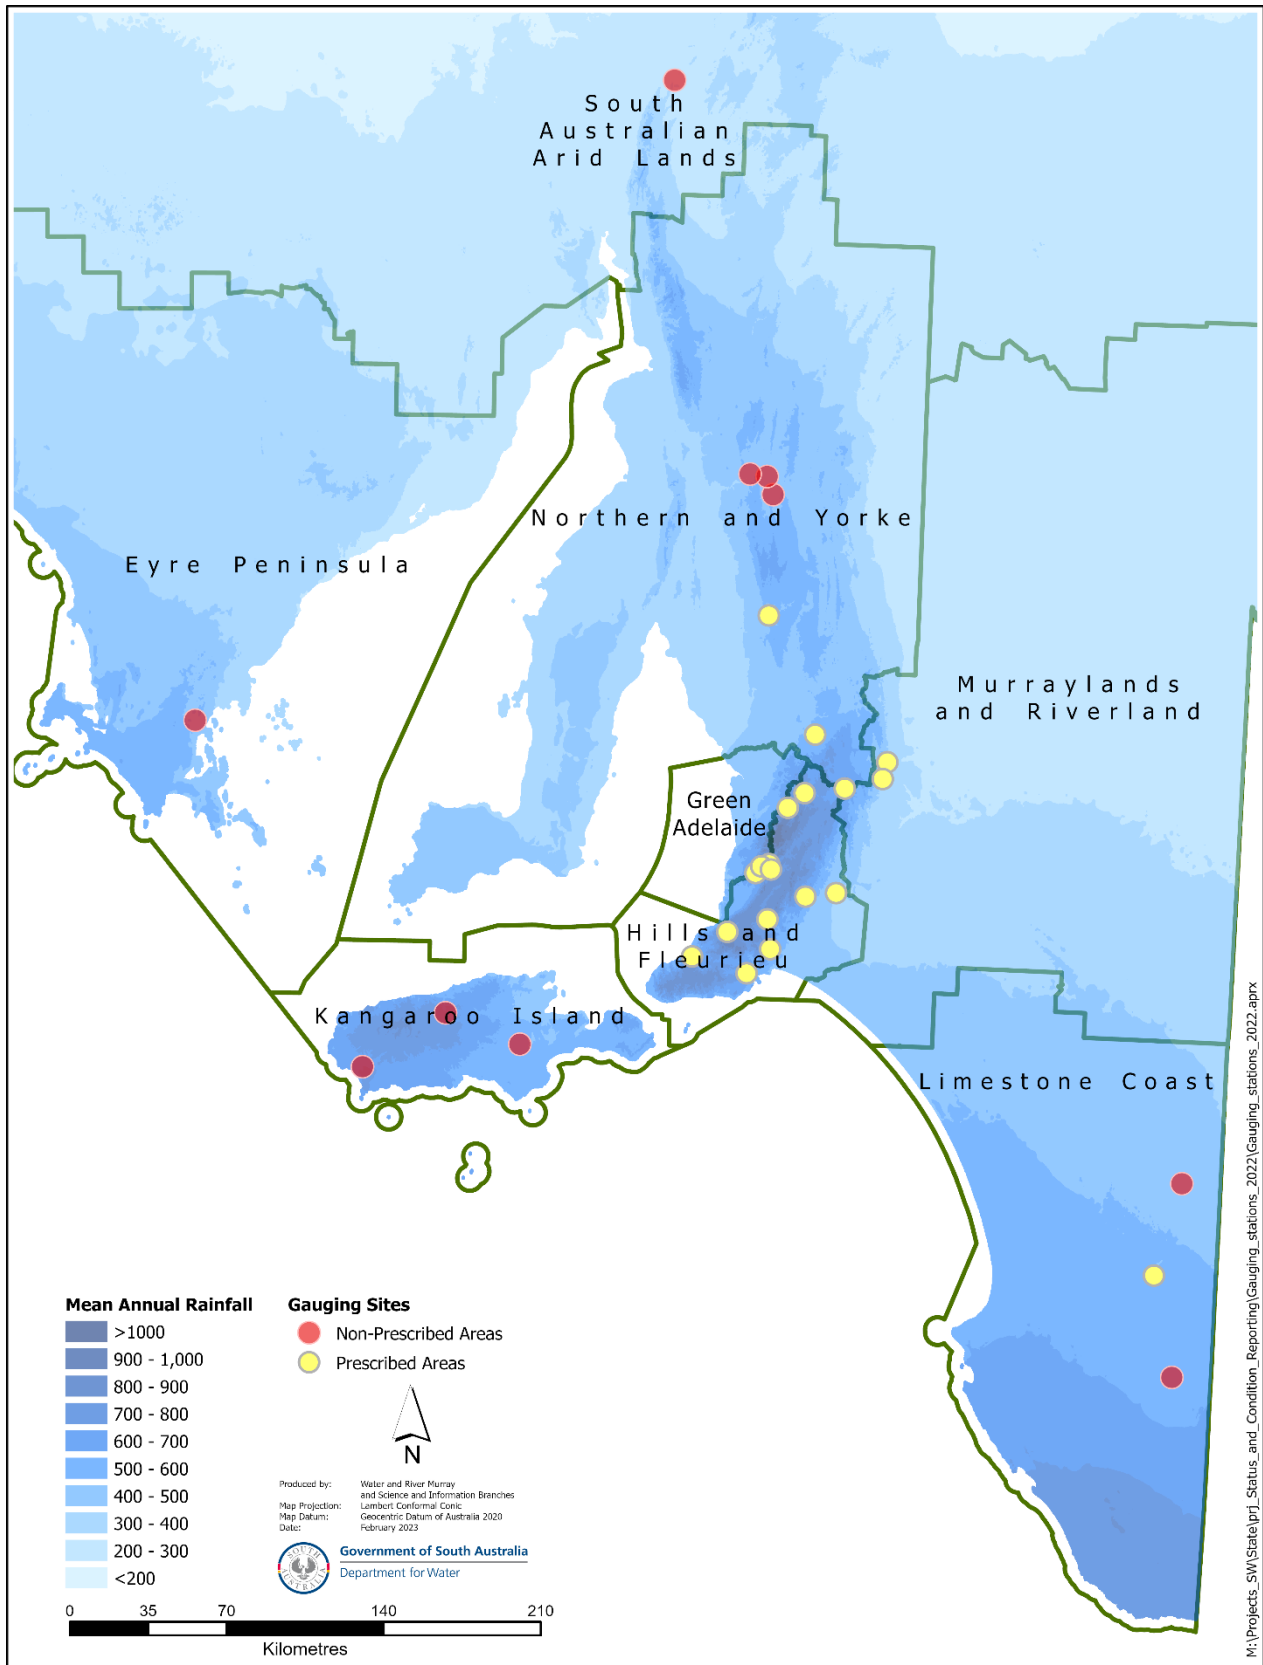 South
Australian
Arid Lands
Northern and Yorke
Eyre Peninsula
Murraylands
and Riverland
Green
Adelaide
Hills and
Fleurieu
Kangaroo Island
Limestone Coast
Mean Annual Rainfall
>1000
900 - 1,000
800 - 900
700 - 800
600 - 700
500 - 600
400 - 500
300 - 400
200 - 300
<200
Gauging Sites
Non-Prescribed Areas
Prescribed Areas
N
Produced by: Water and River Murray
and Science and Information Branches
Map Projection: Lambert Conformal Conic
Map Datum: Geocentric Datum of Australia 2020
Date: February 2023
SOUTH
AUSTRALIA
Government of South Australia
Department for Water
0 35 70 140 210
Kilometres
M:\Projects_SW\State\prj_Status_and_Condition_Reporting\Gauging_stations_2022\Gauging_stations_2022.aprx